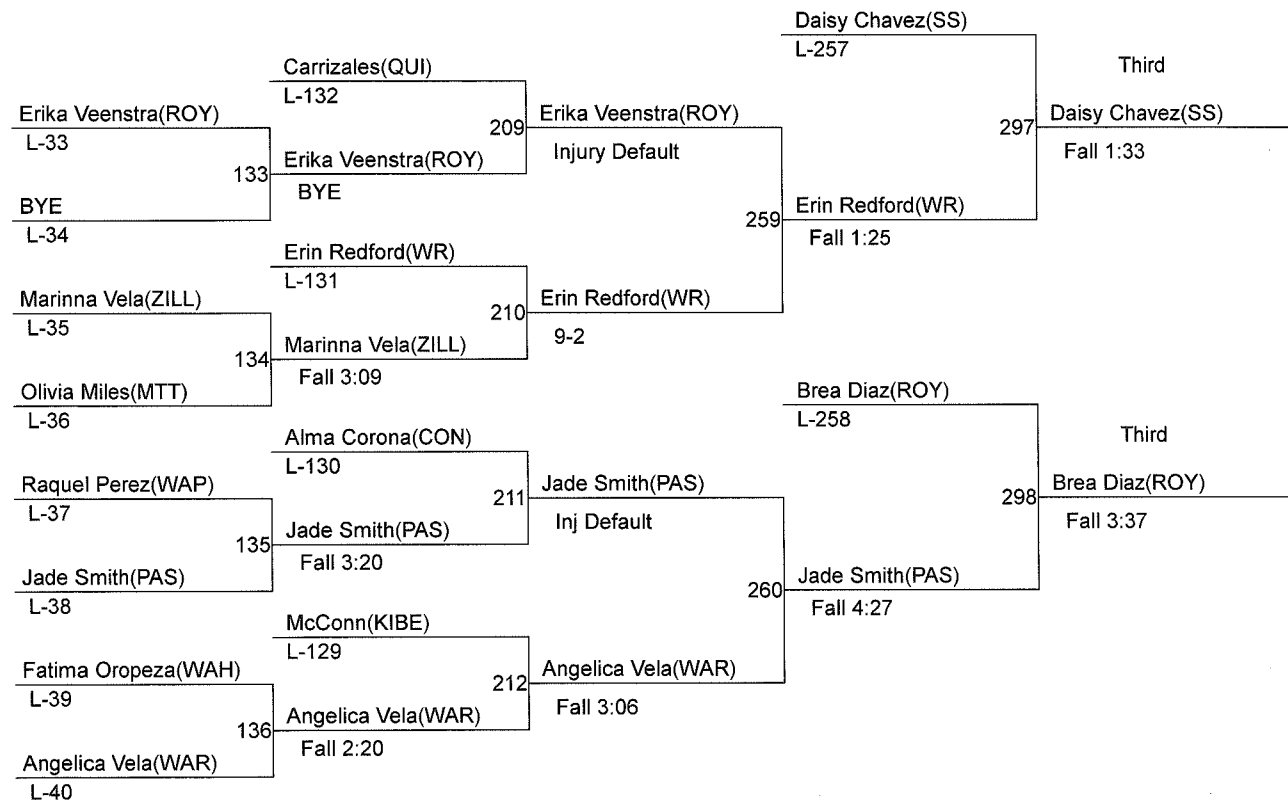 Daisy Chavez(SS)
L-257
Carrizales(QUI)
Third
L-132
Erika Veenstra(ROY)
209
Erika Veenstra(ROY)
297
Daisy Chavez(SS)
L-33
Erika Veenstra(ROY)
Injury Default
Fall 1:33
133
BYE
BYE
259
Erin Redford(WR)
L-34
Fall 1:25
Erin Redford(WR)
L-131
Marinna Vela(ZILL)
210
Erin Redford(WR)
L-35
9-2
134
Marinna Vela(ZILL)
Fall 3:09
Olivia Miles(MTT)
Brea Diaz(ROY)
L-36
L-258
Alma Corona(CON)
Third
L-130
Raquel Perez(WAP)
211
Jade Smith(PAS)
298
Brea Diaz(ROY)
L-37
Inj Default
Fall 3:37
135
Jade Smith(PAS)
Fall 3:20
Jade Smith(PAS)
260
Jade Smith(PAS)
L-38
Fall 4:27
McConn(KIBE)
L-129
Fatima Oropeza(WAH)
212
Angelica Vela(WAR)
L-39
Fall 3:06
136
Angelica Vela(WAR)
Fall 2:20
Angelica Vela(WAR)
L-40